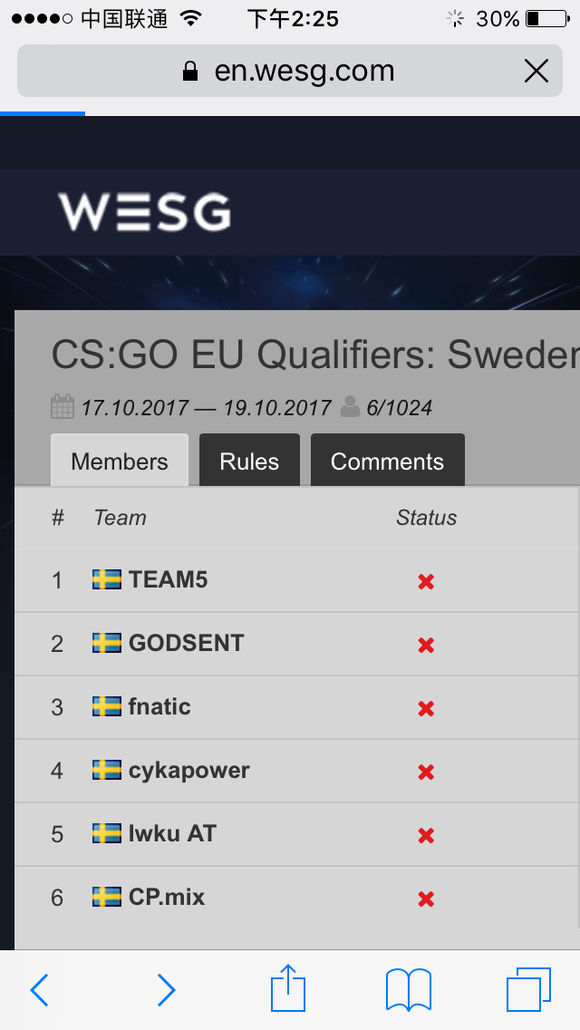 中国联通 下午2:25 30%
en.wesg.com
WESG
CS:GO EU Qualifiers: Sweden
17.10.2017 — 19.10.2017 6/1024
Members Rules Comments
# Team Status
1 TEAM5
2 GODSENT
3 fnatic
4 cykapower
5 lwku AT
6 CP.mix